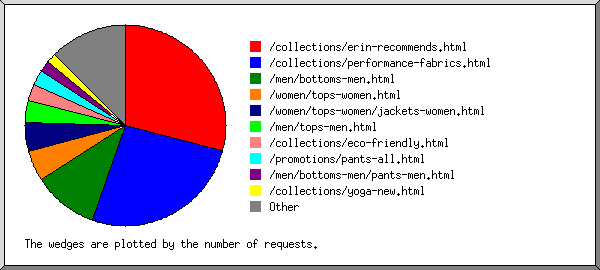 /collections/erin-recommends.html
/collections/performance-fabrics.html
/men/bottoms-men.html
/women/tops-women.html
/women/tops-women/jackets-women.html
/men/tops-men.html
/collections/eco-friendly.html
/promotions/pants-all.html
/men/bottoms-men/pants-men.html
/collections/yoga-new.html
Other
The wedges are plotted by the number of requests.